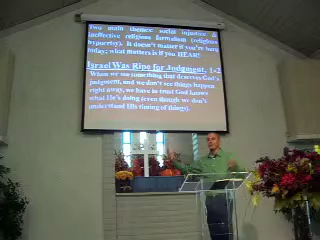 Two main themes: social injustice &
ineffective religious formalism (religious
hypocrisy). It doesn't matter if you're here
today; what matters is if you HEAR!
Israel Was Ripe for Judgment, 1-2
When we see something that deserves God's
judgment, and we don't see things happen
right away, we have to trust God knows
what He's doing (even though we don't
understand His timing of things).